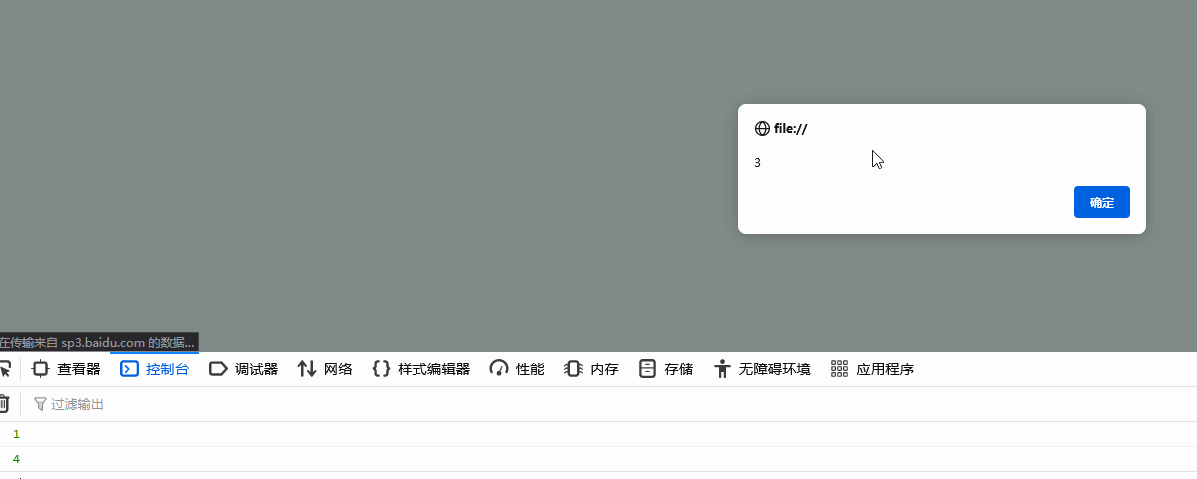 file://
3
确定
在传输来自 sp3.baidu.com 的数据...
查看器 控制台 调试器 网络 样式编辑器 性能 内存 存储 无障碍环境 应用程序
过滤输出
1
4